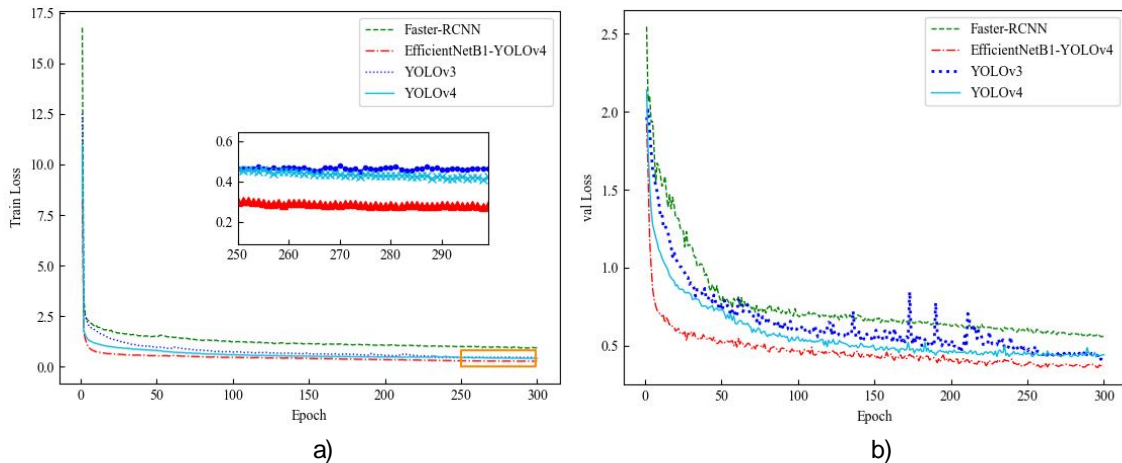 17.5
15.0
12.5
10.0
7.5
5.0
2.5
0.0
Train Loss
Faster-RCNN
EfficientNetB1-YOLOv4
YOLOv3
YOLOv4
0.6
0.4
0.2
250 260 270 280 290
0 50 100 150 200 250 300
Epoch
a)
2.5
2.0
1.5
1.0
0.5
val Loss
Faster-RCNN
EfficientNetB1-YOLOv4
YOLOv3
YOLOv4
0 50 100 150 200 250 300
Epoch
b)